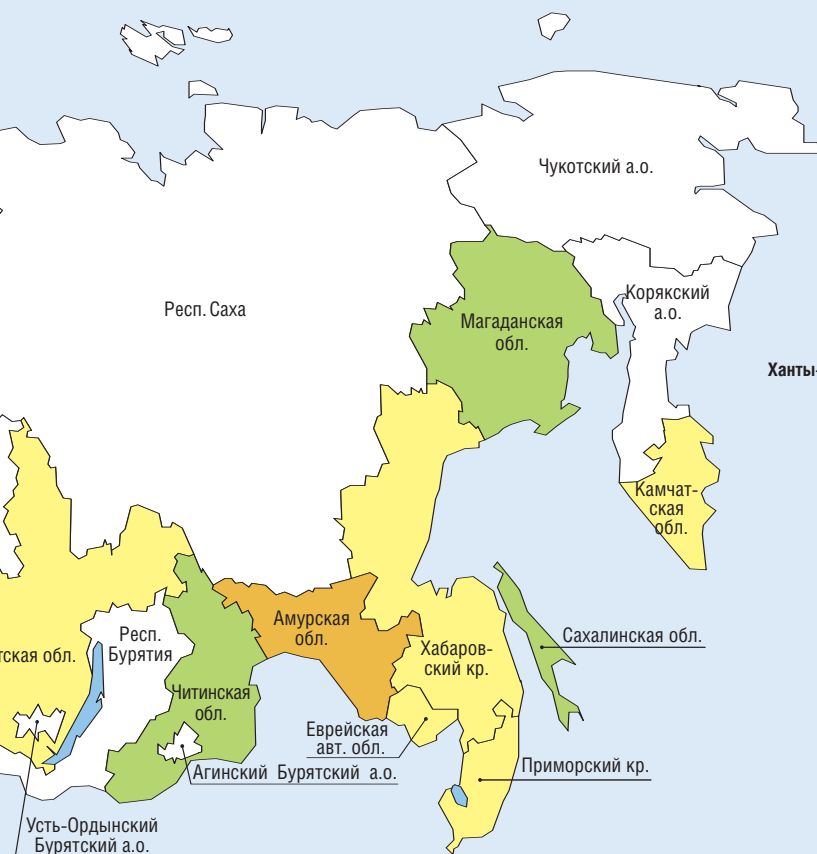 Чукотский а.о.
Корякский
а.о.
Респ. Саха
Магаданская
обл.
Ханты-
Камчат-
ская
обл.
Амурская
обл.
Респ.
Бурятия
тская обл.
Хабаров-
ский кр.
Сахалинская обл.
Читинская
обл.
Еврейская
авт. обл.
Агинский Бурятский а.о.
Приморский кр.
Усть-Ордынский
Бурятский а.о.